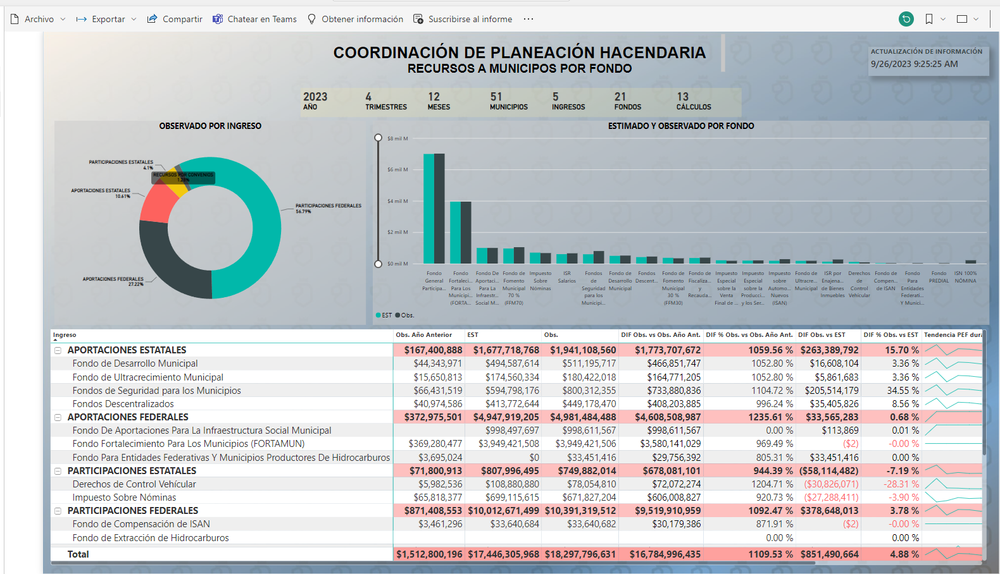 Archivo Exportar Compartir Chatear en Teams Obtener información Suscribirse al informe ...
COORDINACIÓN DE PLANEACIÓN HACENDARIA
RECURSOS A MUNICIPOS POR FONDO
ACTUALIZACIÓN DE INFORMACIÓN
9/26/2023 9:25:25 AM
2023 4 12 51 5 21 13
AÑO TRIMESTRES MESES MUNICIPIOS INGRESOS FONDOS CÁLCULOS
OBSERVADO POR INGRESO
PARTICIPACIONES ESTATALES
4.1%
RECURSOS POR CONVENIOS
1.28%
APORTACIONES ESTATALES
10.61%
PARTICIPACIONES FEDERALES
56.79%
APORTACIONES FEDERALES
27.22%
ESTIMADO Y OBSERVADO POR FONDO
$8 mil M
$6 mil M
$4 mil M
$2 mil M
$0 mil M
Fondo General Participa...
Fondo Fortaleci... Para Los Municipi... (FORTA...
Fondo De Aportaci... Para La Infraestr... Social M...
Fondo de Fomento Municipal 70 % (FFM70)
Impuesto Sobre Nóminas
ISR Salarios
Fondos de Seguridad para los Municipi...
Fondo de Desarrollo Municipal
Fondos Descent...
Fondo de Fomento Municipal 30 % (FFM30)
Fondo de Fiscaliza... y Recauda...
Impuesto Especial sobre la Venta Final de ...
Impuesto Especial sobre la Producci... y los Ser...
Impuesto sobre Automo... Nuevos (ISAN)
Fondo de Ultracre... Municipal
ISR por Enajena... de Bienes Inmuebles
Derechos de Control Vehicular
Fondo de Compen... de ISAN
Fondo Para Entidades Federati... Y Munici...
Fondo PREDIAL
ISN 100% NÓMINA
EST Obs.
Ingreso Obs. Año Anterior EST Obs. DIF Obs. vs Obs. Año Ant. DIF % Obs. vs Obs. Año Ant. DIF Obs. vs EST DIF % Obs. vs EST Tendencia PEF dura
APORTACIONES ESTATALES $167,400,888 $1,677,718,768 $1,941,108,560 $1,773,707,672 1059.56 % $263,389,792 15.70 %
Fondo de Desarrollo Municipal $44,343,971 $494,587,614 $511,195,717 $466,851,747 1052.80 % $16,608,104 3.36 %
Fondo de Ultracrecimiento Municipal $15,650,813 $174,560,334 $180,422,018 $164,771,205 1052.80 % $5,861,683 3.36 %
Fondos de Seguridad para los Municipios $66,431,519 $594,798,176 $800,312,355 $733,880,836 1104.72 % $205,514,179 34.55 %
Fondos Descentralizados $40,974,586 $413,772,644 $449,178,470 $408,203,885 996.24 % $35,405,826 8.56 %
APORTACIONES FEDERALES $372,975,501 $4,947,919,205 $4,981,484,488 $4,608,508,987 1235.61 % $33,565,283 0.68 %
Fondo De Aportaciones Para La Infraestructura Social Municipal $998,497,697 $998,611,567 $998,611,567 0.00 % $113,869 0.01 %
Fondo Fortalecimiento Para Los Municipios (FORTAMUN) $369,280,477 $3,949,421,508 $3,949,421,506 $3,580,141,029 969.49 % ($2) -0.00 %
Fondo Para Entidades Federativas Y Municipios Productores De Hidrocarburos $3,695,024 $0 $33,451,416 $29,756,392 805.31 % $33,451,416 0.00 %
PARTICIPACIONES ESTATALES $71,800,913 $807,996,495 $749,882,014 $678,081,101 944.39 % ($58,114,482) -7.19 %
Derechos de Control Vehícular $5,982,536 $108,880,880 $78,054,810 $72,072,274 1204.71 % ($30,826,071) -28.31 %
Impuesto Sobre Nóminas $65,818,377 $699,115,615 $671,827,204 $606,008,827 920.73 % ($27,288,411) -3.90 %
PARTICIPACIONES FEDERALES $871,408,553 $10,012,671,499 $10,391,319,512 $9,519,910,959 1092.47 % $378,648,013 3.78 %
Fondo de Compensación de ISAN $3,461,296 $33,640,684 $33,640,682 $30,179,386 871.91 % ($2) -0.00 %
Fondo de Extracción de Hidrocarburos 0.00 % 0.00 %
Total $1,512,800,196 $17,446,305,968 $18,297,796,631 $16,784,996,435 1109.53 % $851,490,664 4.88 %